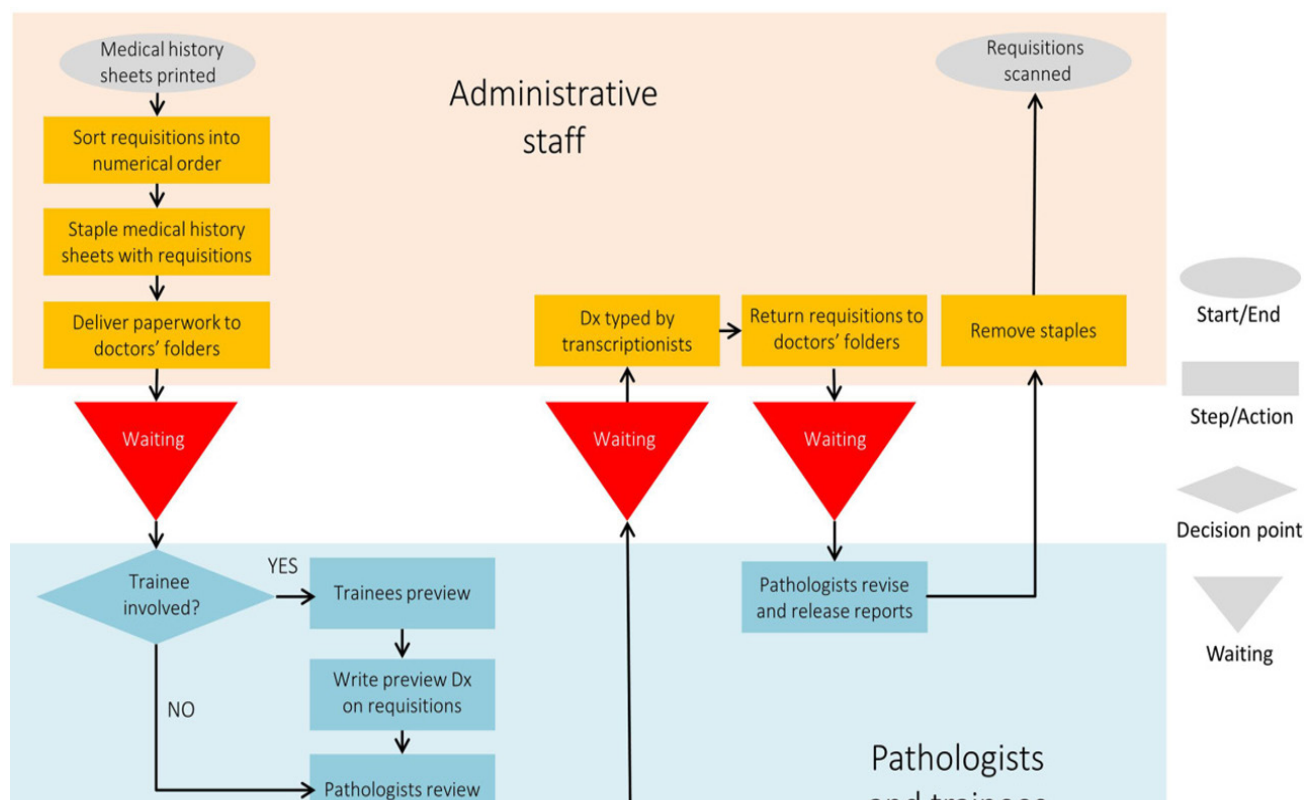 Medical history
sheets printed
Requisitions
scanned
Administrative
staff
Sort requisitions into
numerical order
Staple medical history
sheets with requisitions
Deliver paperwork to
doctors’ folders
Dx typed by
transcriptionists
Return requisitions to
doctors’ folders
Remove staples
Start/End
Step/Action
Decision point
Waiting
Waiting
Waiting
Waiting
Trainee
involved?
YES
NO
Trainees preview
Write preview Dx
on requisitions
Pathologists review
Pathologists revise
and release reports
Pathologists
and trainees